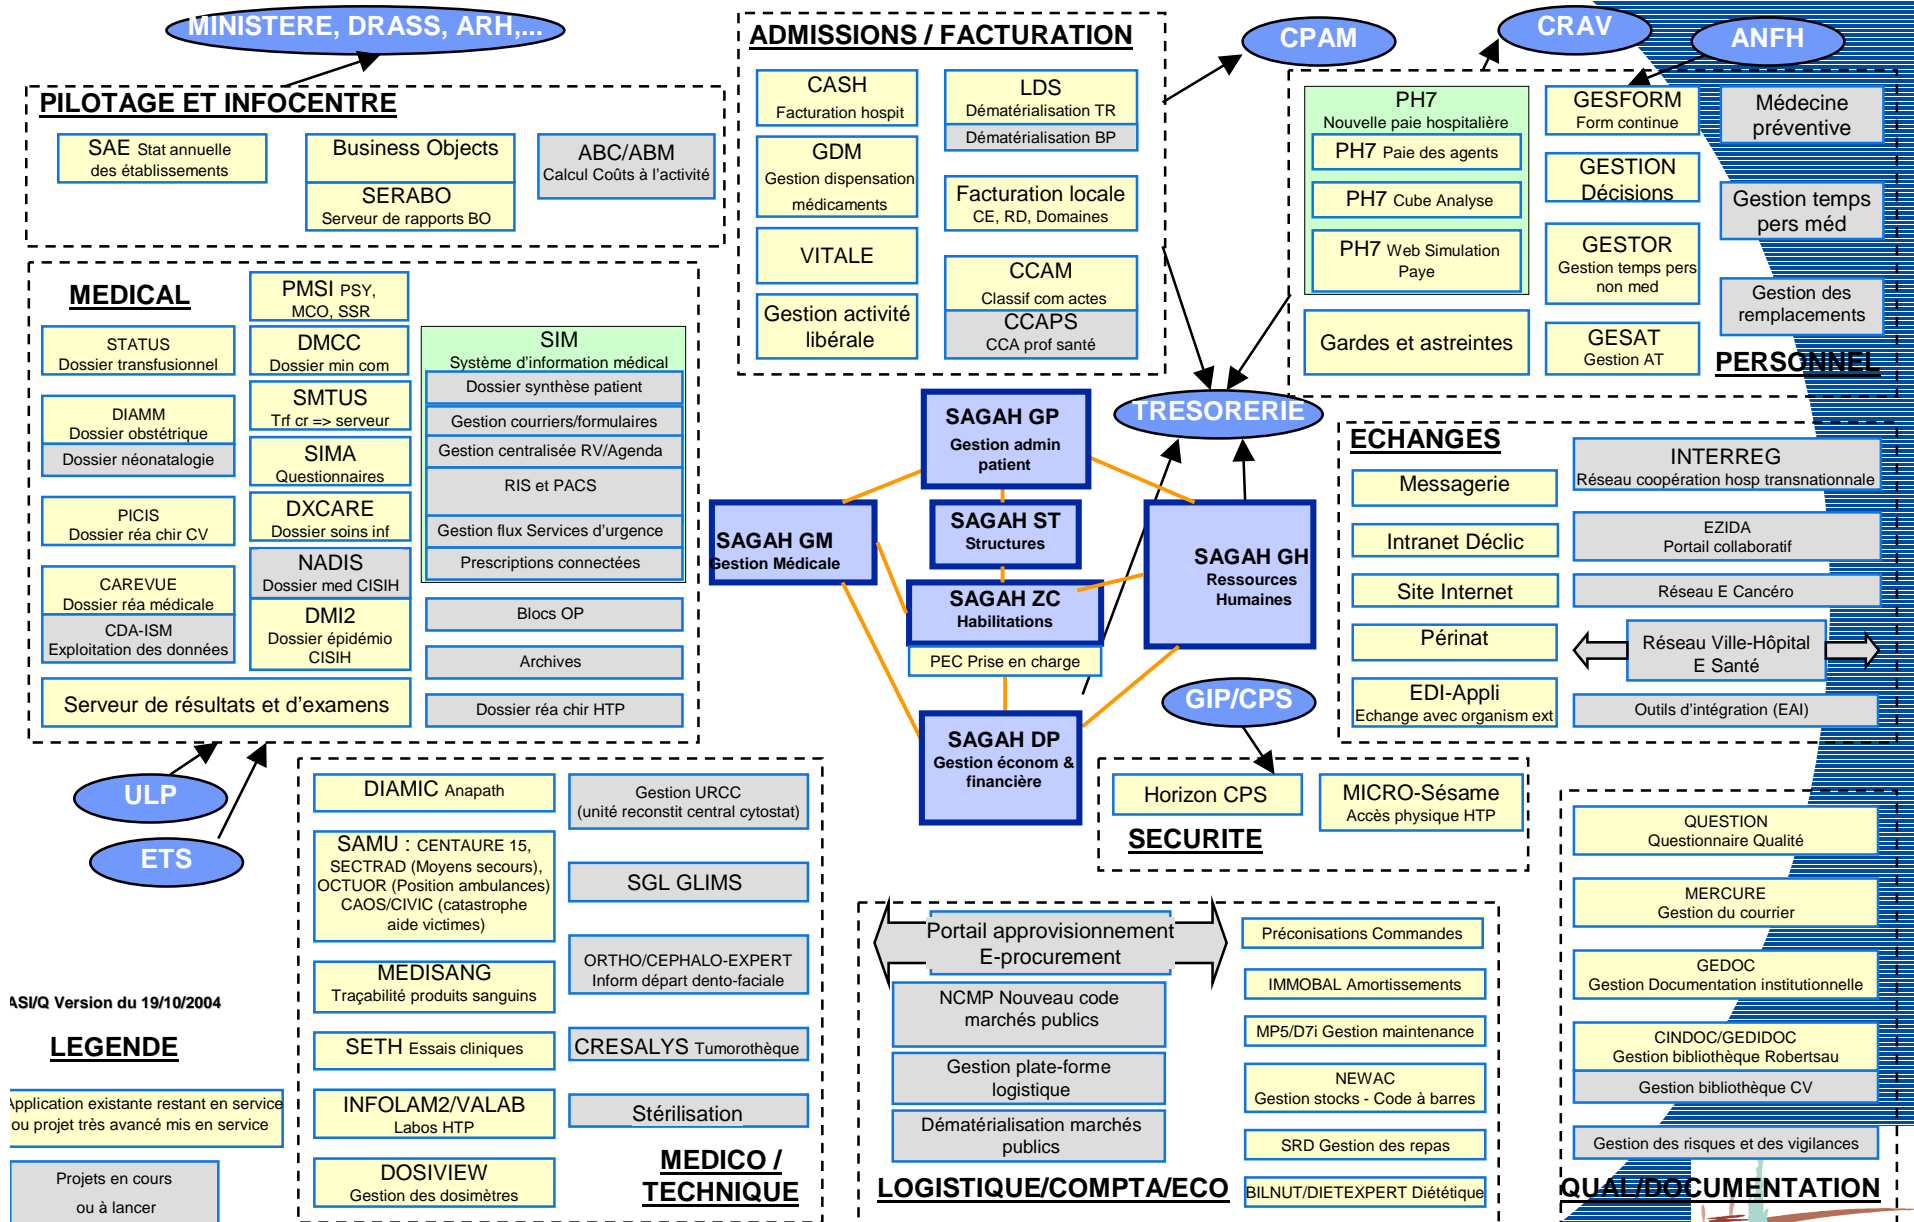 MINISTERE, DRASS, ARH,...
PILOTAGE ET INFOCENTRE
SAE Stat annuelle
des établissements
Business Objects
SERABO
Serveur de rapports BO
ABC/ABM
Calcul Coûts à l'activité
ADMISSIONS / FACTURATION
CASH
Facturation hospit
GDM
Gestion dispensation
médicaments
VITALE
Gestion activité
libérale
LDS
Dématérialisation TR
Dématérialisation BP
Facturation locale
CE, RD, Domaines
CCAM
Classif com actes
CCAPS
CCA prof santé
CPAM
CRAV
ANFH
PH7
Nouvelle paie hospitalière
PH7 Paie des agents
PH7 Cube Analyse
PH7 Web Simulation
Paye
Gardes et astreintes
GESFORM
Form continue
GESTION
Décisions
GESTOR
Gestion temps pers
non med
GESAT
Gestion AT
Médecine
préventive
Gestion temps
pers méd
Gestion des
remplacements
PERSONNEL
MEDICAL
STATUS
Dossier transfusionnel
DIAMM
Dossier obstétrique
Dossier néonatalogie
PICIS
Dossier réa chir CV
CAREVUE
Dossier réa médicale
CDA-ISM
Exploitation des données
PMSI PSY,
MCO, SSR
DMCC
Dossier min com
SMTUS
Trf cr => serveur
SIMA
Questionnaires
DXCARE
Dossier soins inf
NADIS
Dossier med CISIH
DMI2
Dossier épidémio
CISIH
Serveur de résultats et d'examens
SIM
Système d'information médical
Dossier synthèse patient
Gestion courriers/formulaires
Gestion centralisée RV/Agenda
RIS et PACS
Gestion flux Services d'urgence
Prescriptions connectées
Blocs OP
Archives
Dossier réa chir HTP
SAGAH GP
Gestion admin
patient
TRESORERIE
SAGAH GM
Gestion Médicale
SAGAH ST
Structures
SAGAH GH
Ressources
Humaines
SAGAH ZC
Habilitations
PEC Prise en charge
SAGAH DP
Gestion économ &
financière
ECHANGES
Messagerie
Intranet Déclic
Site Internet
Périnat
EDI-Appli
Echange avec organism ext
INTERREG
Réseau coopération hosp transnationnale
EZIDA
Portail collaboratif
Réseau E Cancéro
Réseau Ville-Hôpital
E Santé
Outils d'intégration (EAI)
GIP/CPS
Horizon CPS
MICRO-Sésame
Accès physique HTP
SECURITE
ULP
ETS
DIAMIC Anapath
SAMU : CENTAURE 15,
SECTRAD (Moyens secours),
OCTUOR (Position ambulances)
CAOS/CIVIC (catastrophe
aide victimes)
MEDISANG
Traçabilité produits sanguins
SETH Essais cliniques
INFOLAM2/VALAB
Labos HTP
DOSIVIEW
Gestion des dosimètres
Gestion URCC
(unité reconstit central cytostat)
SGL GLIMS
ORTHO/CEPHALO-EXPERT
Inform départ dento-faciale
CRESALYS Tumorothèque
Stérilisation
MEDICO /
TECHNIQUE
Portail approvisionnement
E-procurement
NCMP Nouveau code
marchés publics
Gestion plate-forme
logistique
Dématérialisation marchés
publics
Préconisations Commandes
IMMOBAL Amortissements
MP5/D7i Gestion maintenance
NEWAC
Gestion stocks - Code à barres
SRD Gestion des repas
BILNUT/DIETEXPERT Diététique
LOGISTIQUE/COMPTA/ECO
QUESTION
Questionnaire Qualité
MERCURE
Gestion du courrier
GEDOC
Gestion Documentation institutionnelle
CINDOC/GEDIDOC
Gestion bibliothèque Robertsau
Gestion bibliothèque CV
Gestion des risques et des vigilances
QUAL/DOCUMENTATION
ASI/Q Version du 19/10/2004
LEGENDE
Application existante restant en service
ou projet très avancé mis en service
Projets en cours
ou à lancer